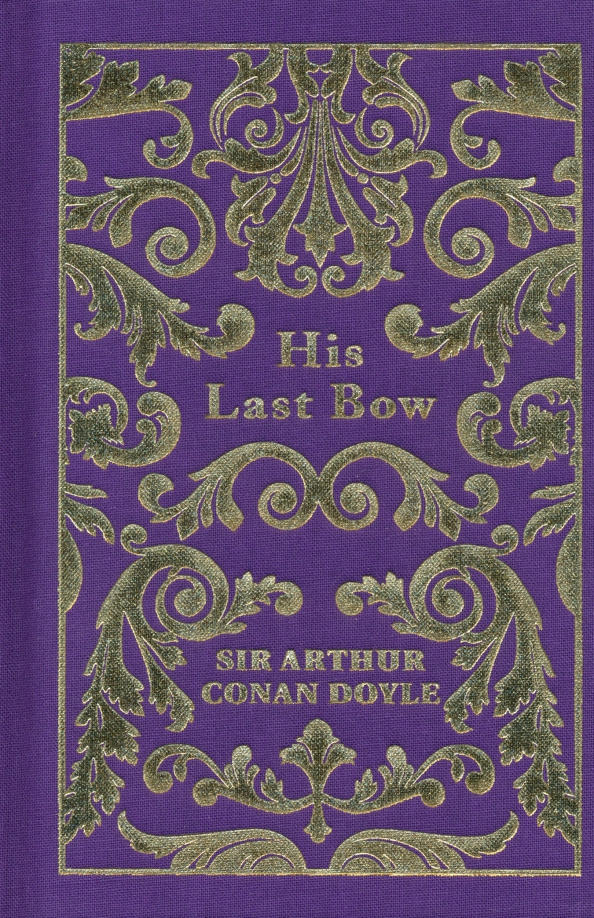 His
Last Bow
SIR ARTHUR
CONAN DOYLE